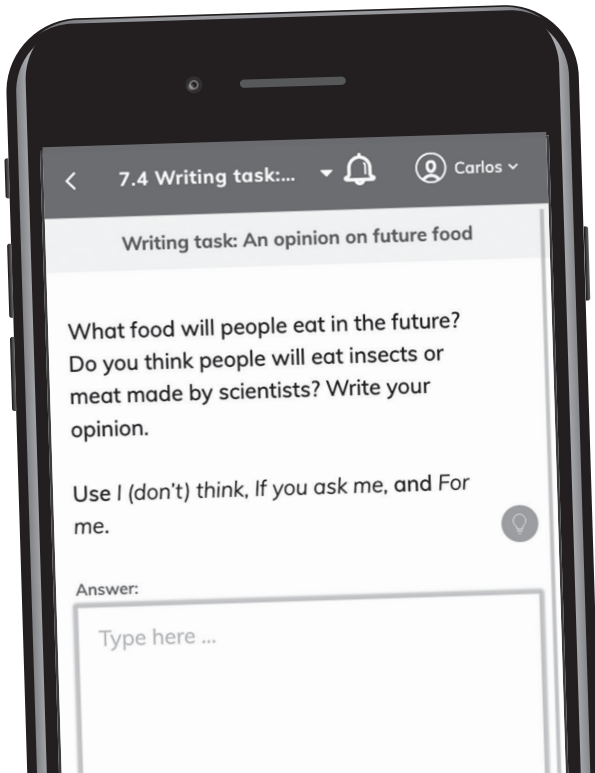 7.4 Writing task:...
Carlos
Writing task: An opinion on future food
What food will people eat in the future?
Do you think people will eat insects or
meat made by scientists? Write your
opinion.
Use I (don't) think, If you ask me, and For
me.
Answer:
Type here ...